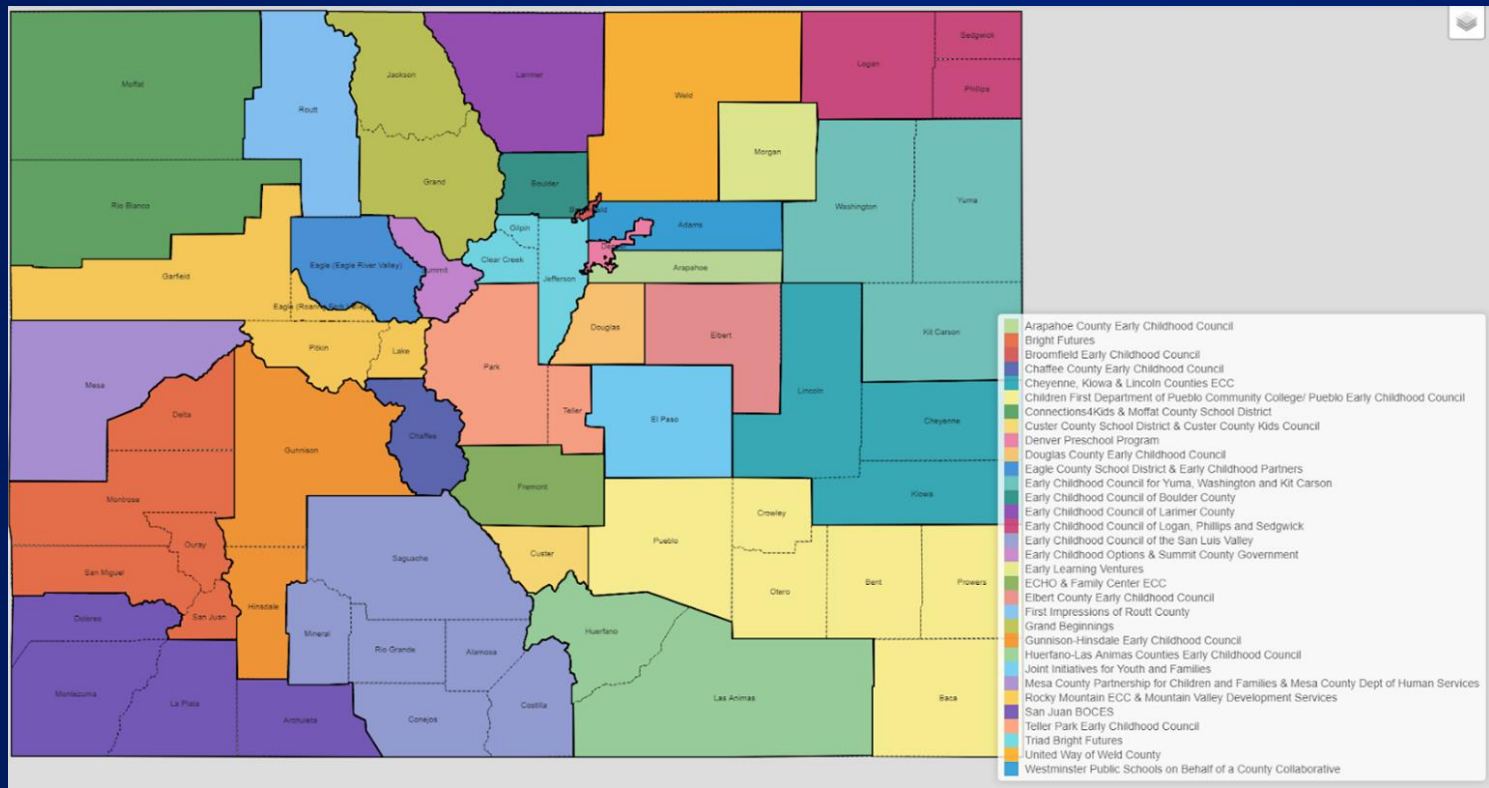 Moffat
Routt
Jackson
Larimer
Weld
Logan
Sedgwick
Phillips
Morgan
Rio Blanco
Grand
Boulder
Washington
Yuma
Gilpin
Adams
Garfield
Eagle (Eagle River Valley)
Clear Creek
Jefferson
Arapahoe
Eagle (Roaring Fork Valley)
Douglas
Elbert
Kit Carson
Pitkin
Lake
Mesa
Park
Lincoln
Delta
Teller
El Paso
Cheyenne
Gunnison
Chaffee
Montrose
Fremont
Kiowa
Crowley
Ouray
Saguache
Custer
Pueblo
San Miguel
Otero
Bent
Prowers
Dolores
San Juan
Hinsdale
Mineral
Rio Grande
Alamosa
Huerfano
Montezuma
La Plata
Archuleta
Conejos
Costilla
Las Animas
Baca
Arapahoe County Early Childhood Council
Bright Futures
Broomfield Early Childhood Council
Chaffee County Early Childhood Council
Cheyenne, Kiowa & Lincoln Counties ECC
Children First Department of Pueblo Community College/ Pueblo Early Childhood Council
Connections4Kids & Moffat County School District
Custer County School District & Custer County Kids Council
Denver Preschool Program
Douglas County Early Childhood Council
Eagle County School District & Early Childhood Partners
Early Childhood Council for Yuma, Washington and Kit Carson
Early Childhood Council of Boulder County
Early Childhood Council of Larimer County
Early Childhood Council of Logan, Phillips and Sedgwick
Early Childhood Council of the San Luis Valley
Early Childhood Options & Summit County Government
Early Learning Ventures
ECHO & Family Center ECC
Elbert County Early Childhood Council
First Impressions of Routt County
Grand Beginnings
Gunnison-Hinsdale Early Childhood Council
Huerfano-Las Animas Counties Early Childhood Council
Joint Initiatives for Youth and Families
Mesa County Partnership for Children and Families & Mesa County Dept of Human Services
Rocky Mountain ECC & Mountain Valley Development Services
San Juan BOCES
Teller Park Early Childhood Council
Triad Bright Futures
United Way of Weld County
Westminster Public Schools on Behalf of a County Collaborative